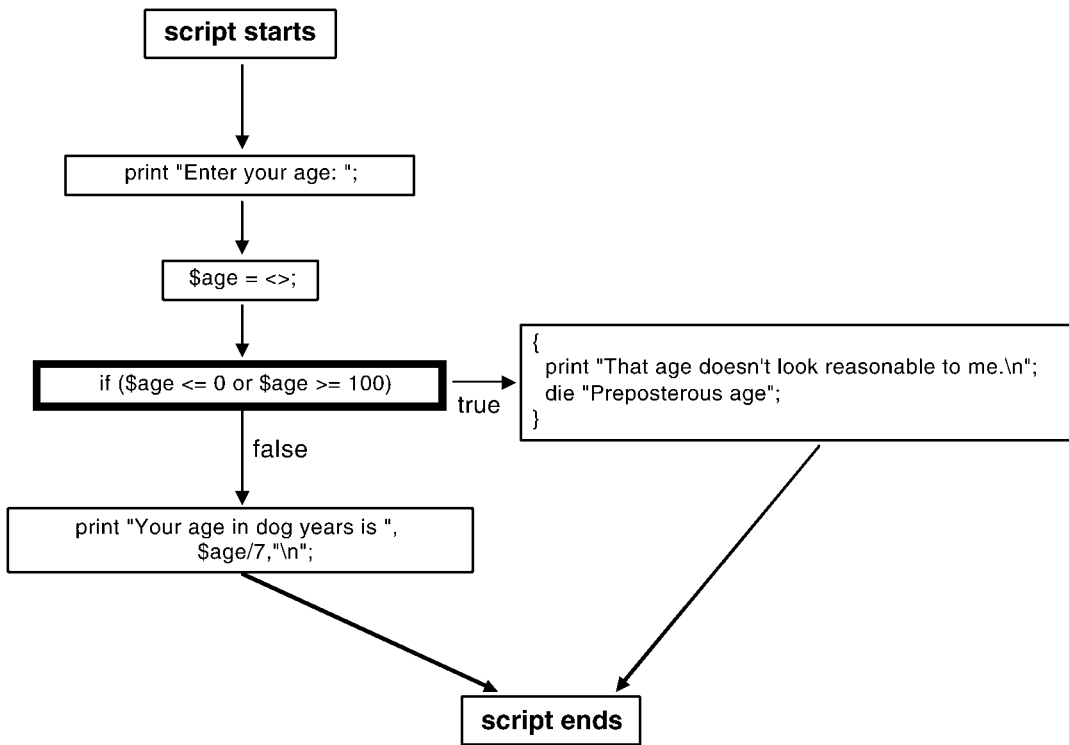 script starts
print "Enter your age: ";
$age = <>;
if ($age <= 0 or $age >= 100)
true
{
print "That age doesn't look reasonable to me.\n";
die "Preposterous age";
}
false
print "Your age in dog years is ",
$age/7,"\n";
script ends